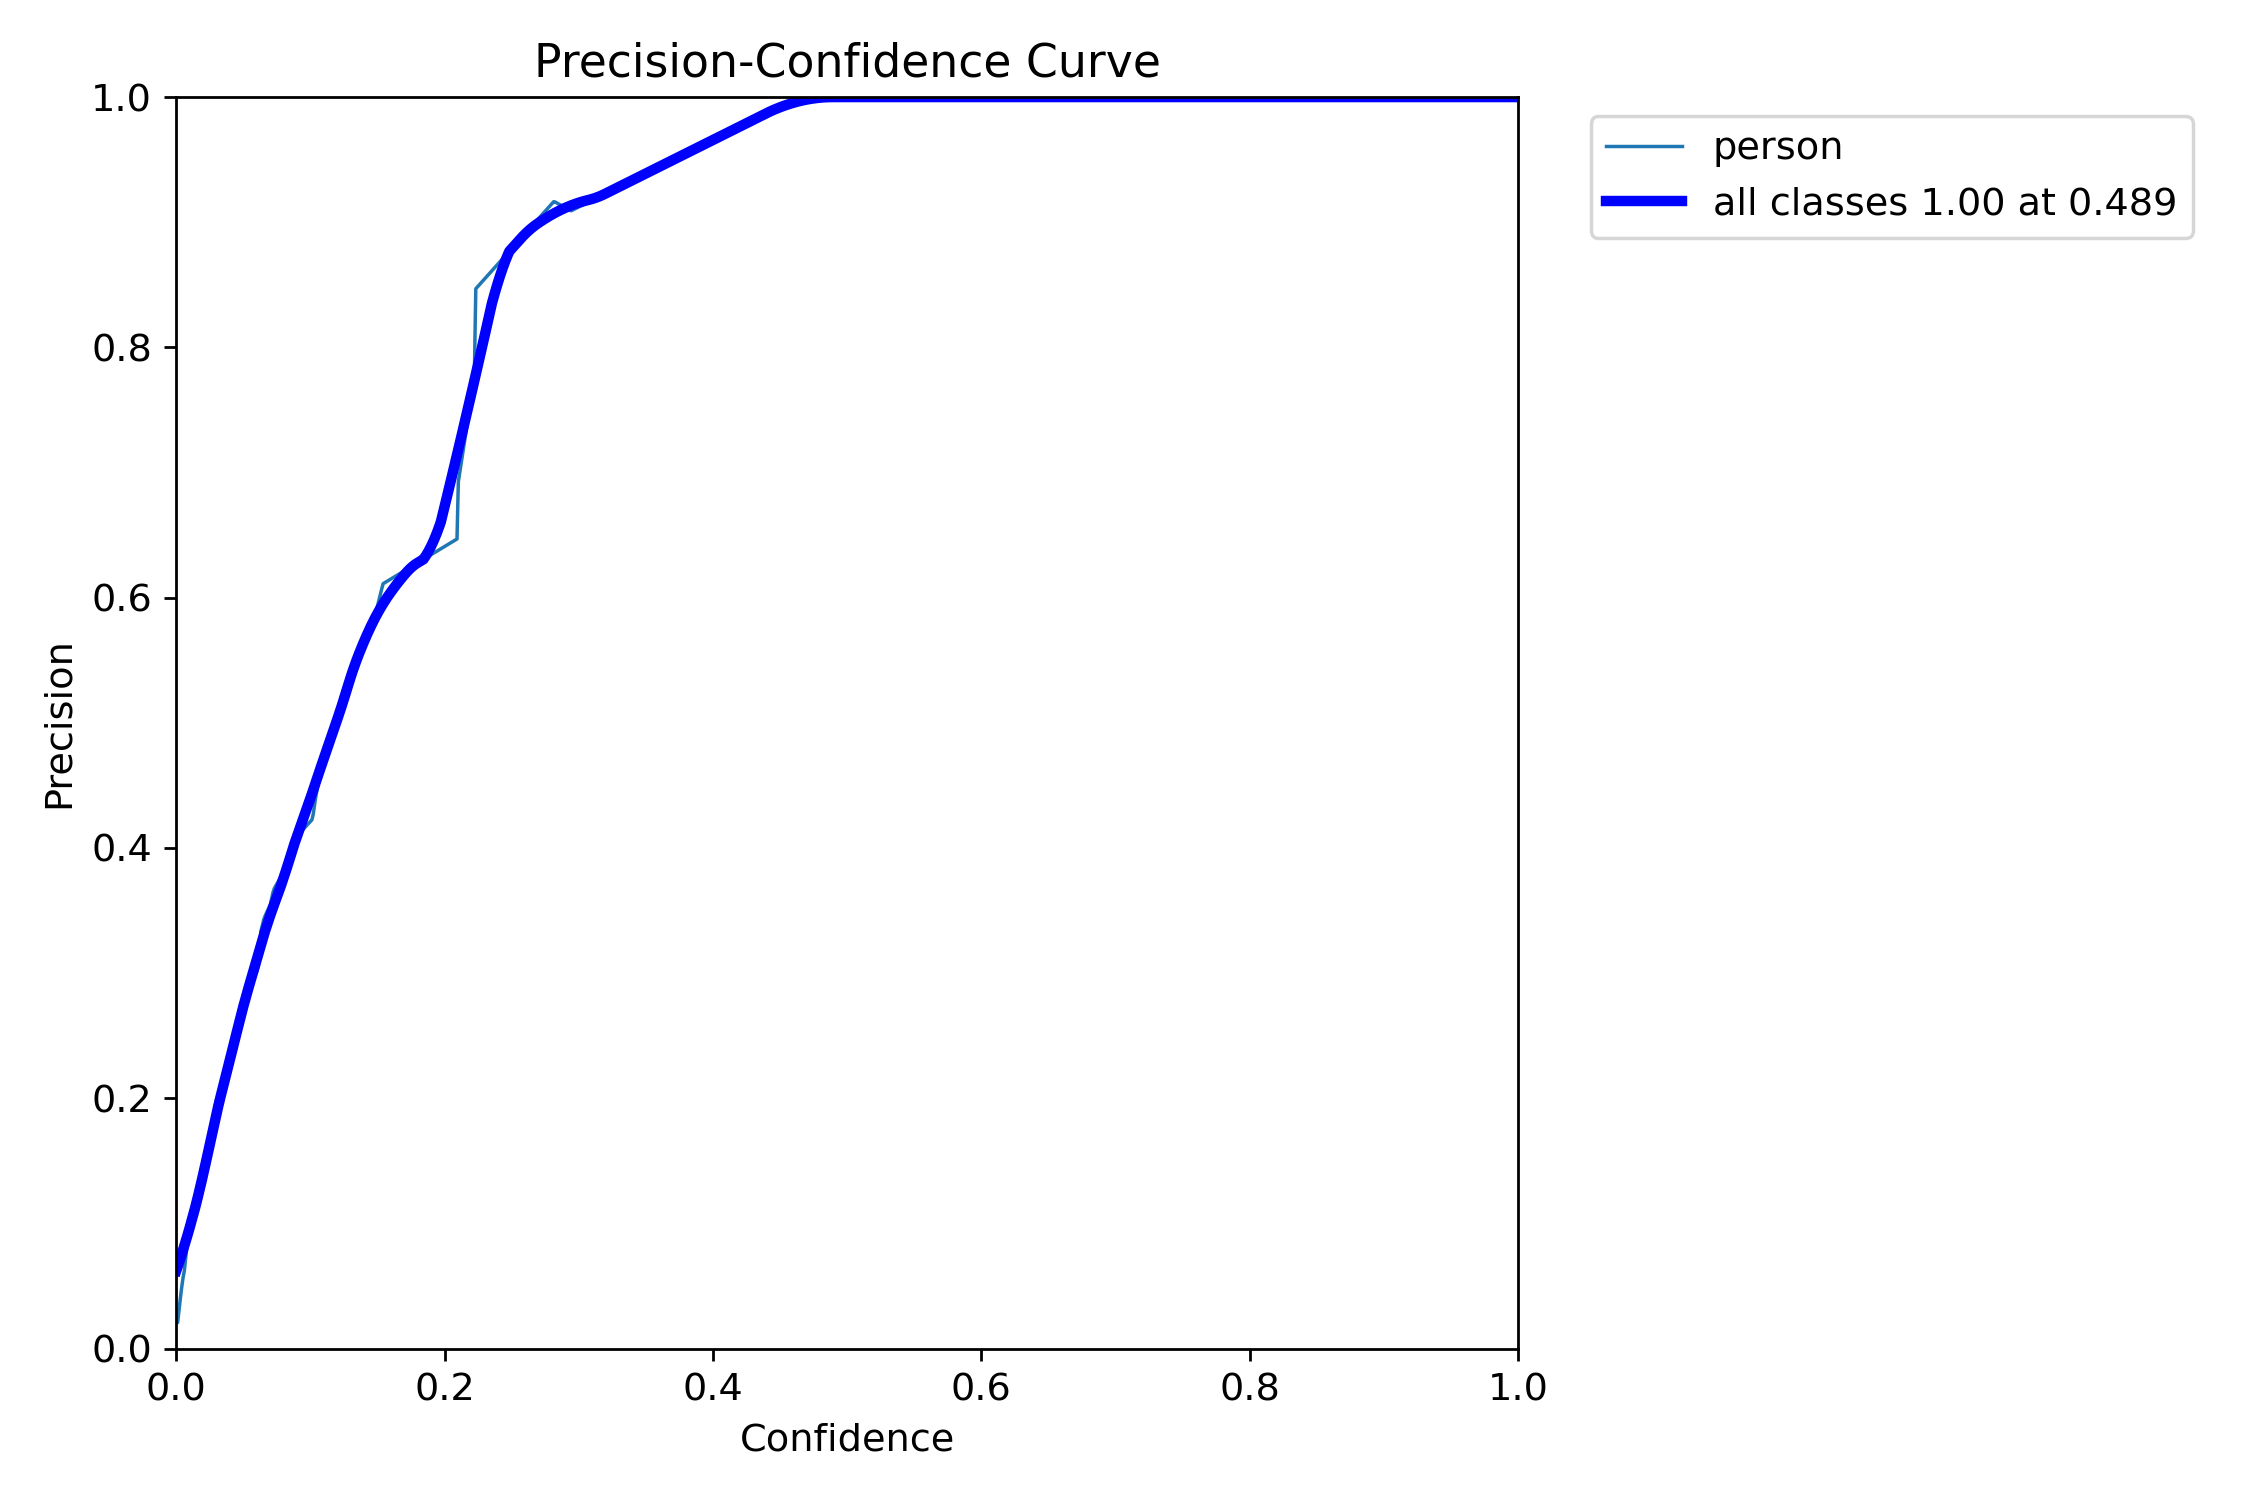 Precision-Confidence Curve
person
all classes 1.00 at 0.489
1.0
0.8
0.6
0.4
0.2
0.0
Precision
0.0 0.2 0.4 0.6 0.8 1.0
Confidence